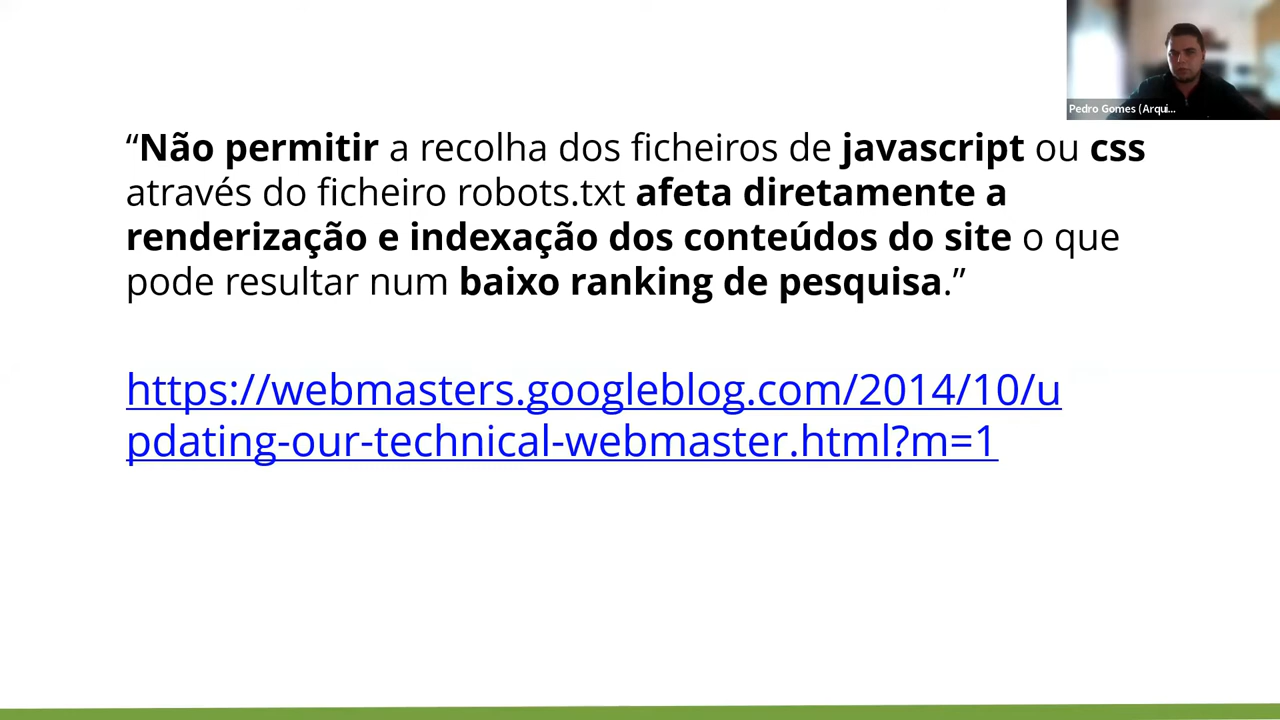 Pedro Gomes (Arqui...
“Não permitir a recolha dos ficheiros de javascript ou css
através do ficheiro robots.txt afeta diretamente a
renderização e indexação dos conteúdos do site o que
pode resultar num baixo ranking de pesquisa.”
https://webmasters.googleblog.com/2014/10/u
pdating-our-technical-webmaster.html?m=1